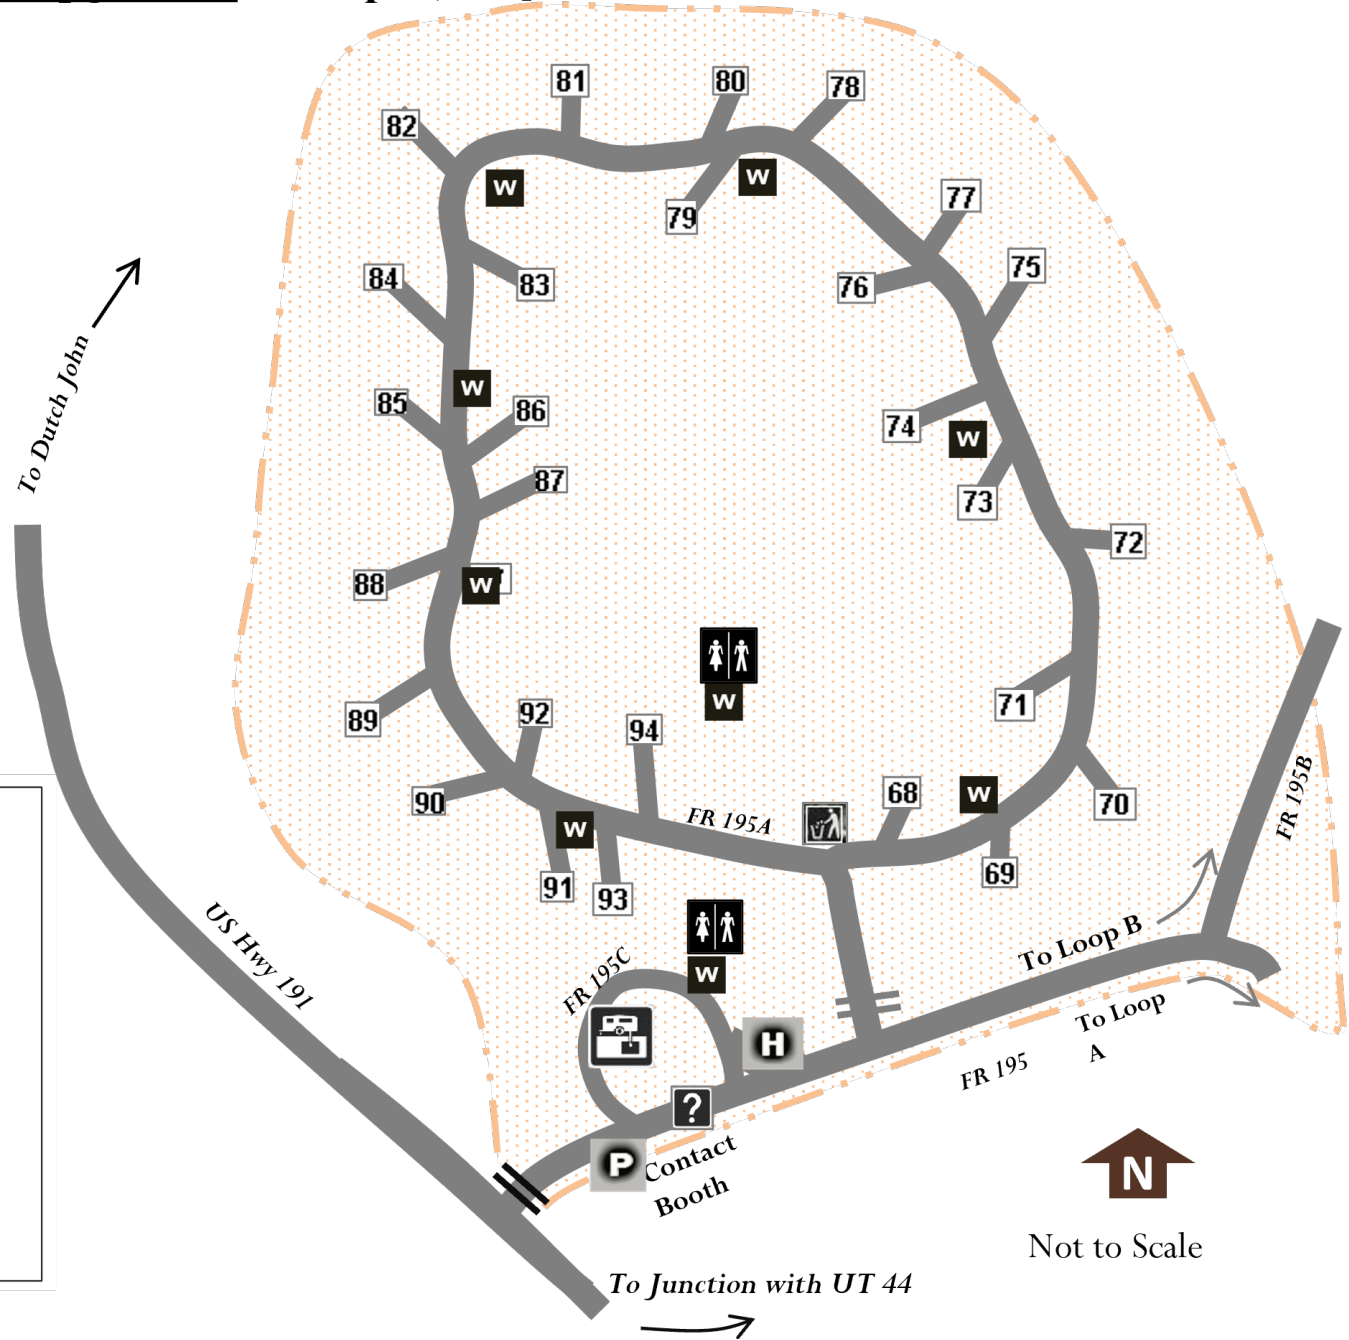 81
80
78
82
W
W
79
77
84
83
76
75
85
W
86
74
W
87
73
72
88
W
W
71
89
92
94
90
W
FR 195A
68
W
70
91
93
69
FR 195B
US Hwy 191
To Dutch John
FR 195C
W
To Loop B
H
To Loop
A
FR 195
?
P
Contact
Booth
N
Not to Scale
To Junction with UT 44